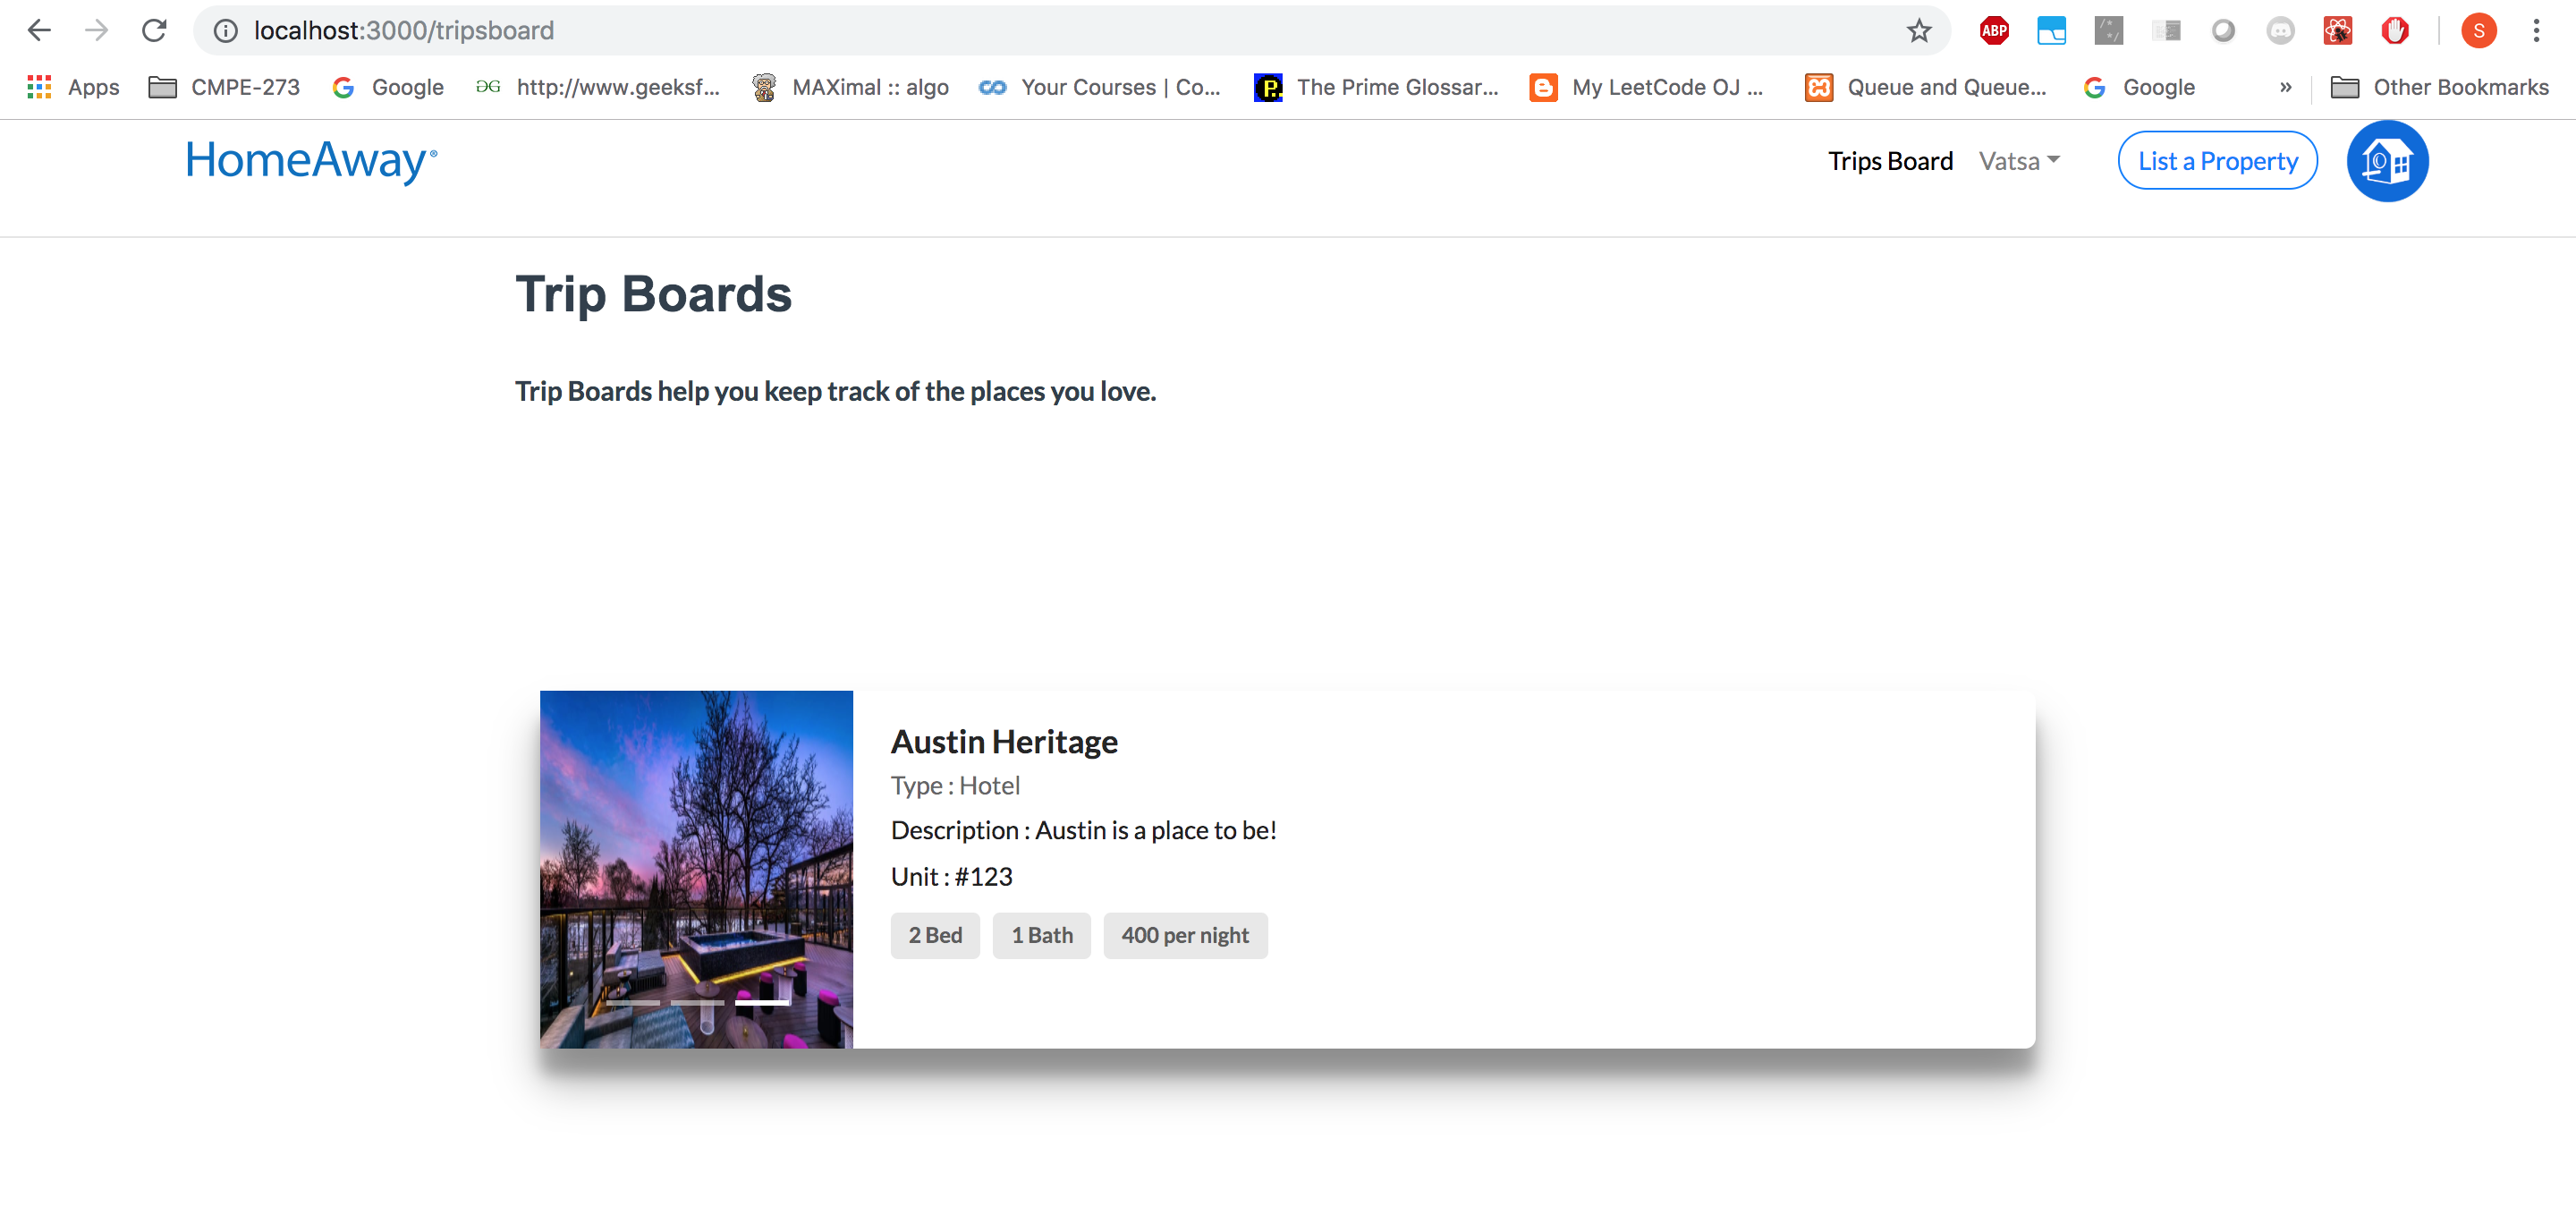 localhost:3000/tripsboard
ABP
S
Apps CMPE-273 Google http://www.geeksf... MAXimal :: algo Your Courses | Co... The Prime Glossar... My LeetCode OJ ... Queue and Queue... Google » Other Bookmarks
HomeAway® Trips Board Vatsa List a Property
Trip Boards
Trip Boards help you keep track of the places you love.
Austin Heritage
Type : Hotel
Description : Austin is a place to be!
Unit : #123
2 Bed 1 Bath 400 per night